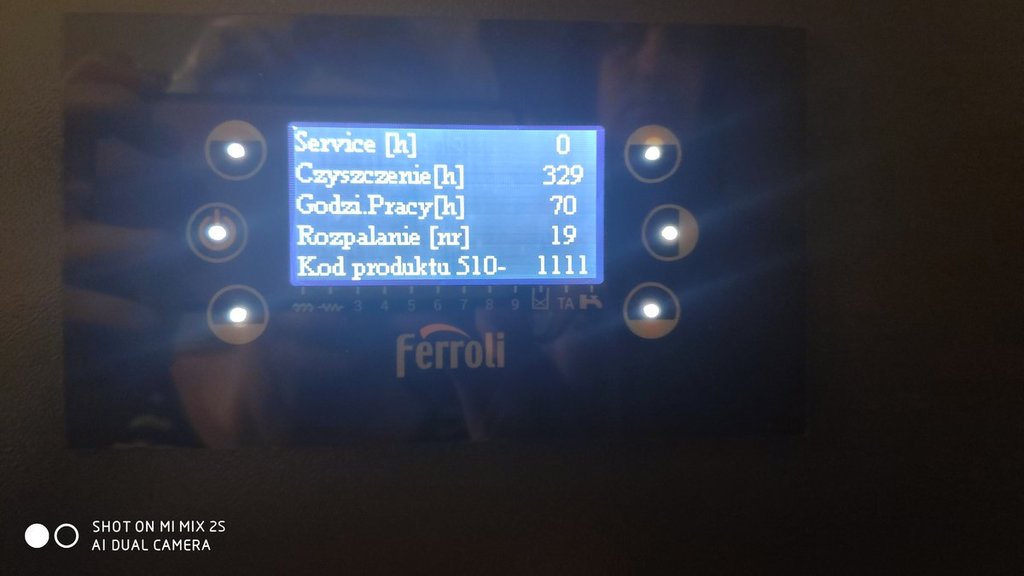 Service [h] 0
Czyszczenie[h] 329
Godzi.Pracy[h] 70
Rozpalanie [nr] 19
Kod produktu 510- 1111
3 4 5 6 7 8 9 TA
Ferroli
SHOT ON MI MIX 2S
AI DUAL CAMERA